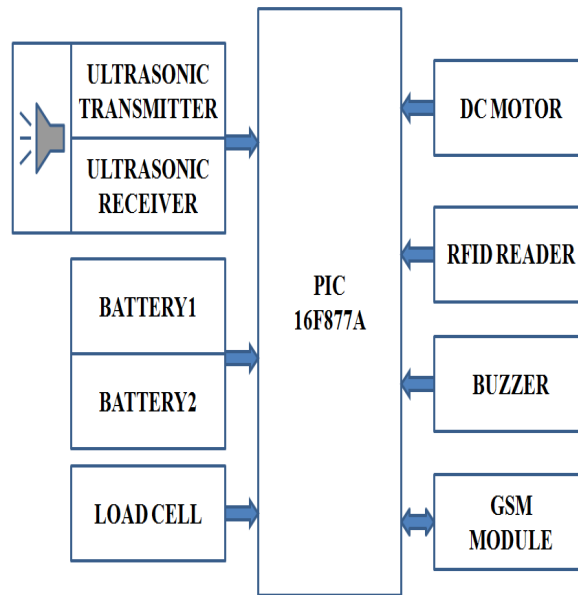 ULTRASONIC
TRANSMITTER
ULTRASONIC
RECEIVER
BATTERY1
BATTERY2
LOAD CELL
PIC
16F877A
DC MOTOR
RFID READER
BUZZER
GSM
MODULE